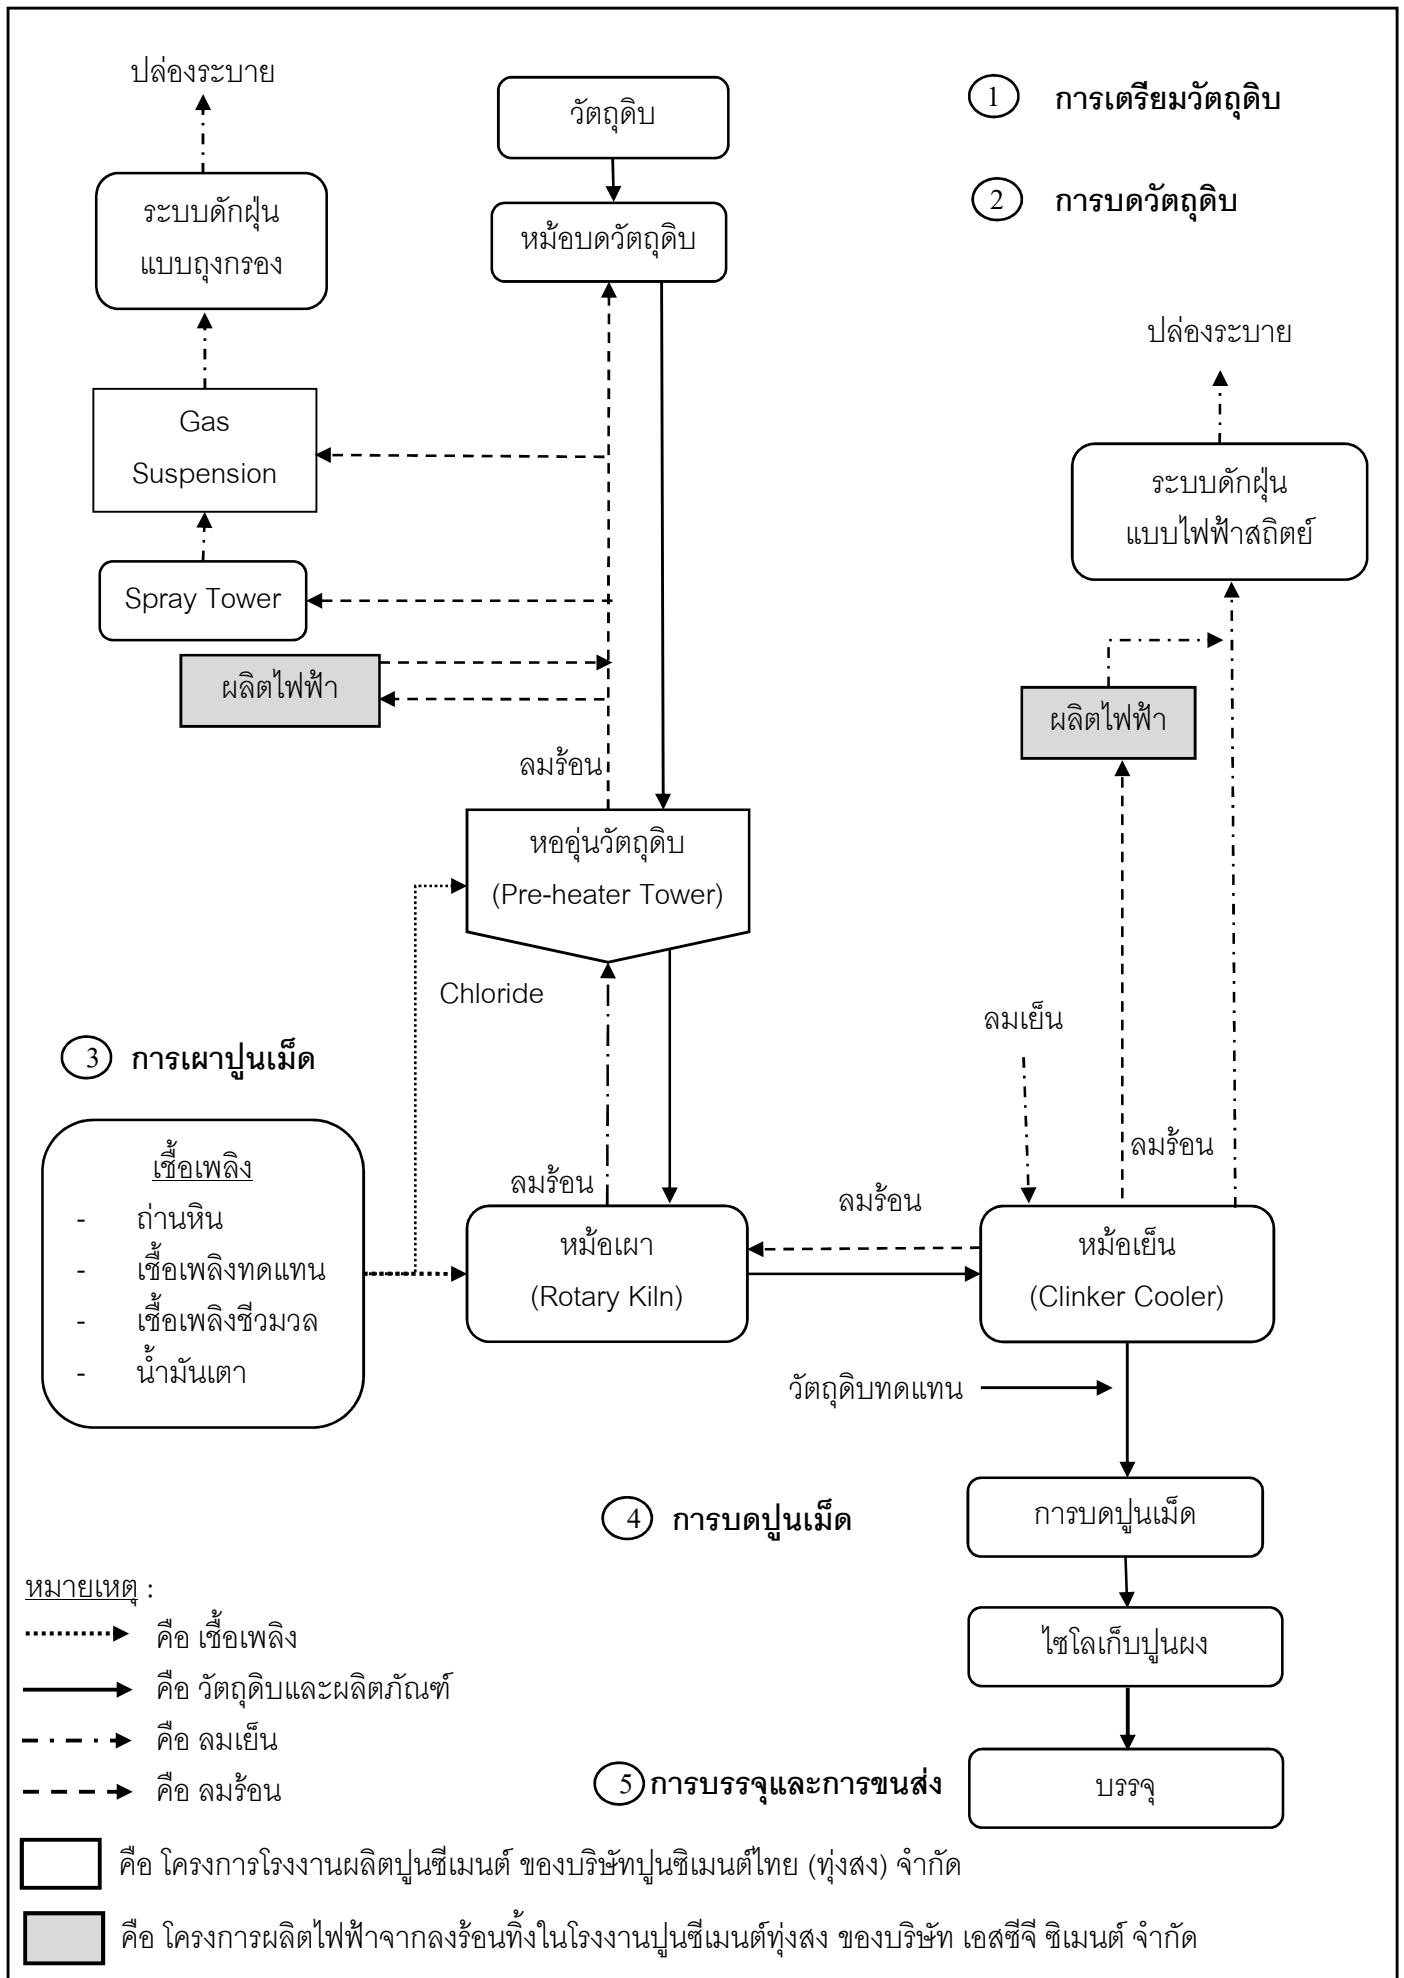 ปล่องระบาย
วัตถุดิบ
1 การเตรียมวัตถุดิบ
ระบบดักฝุ่น
แบบถุงกรอง
หม้อบดวัตถุดิบ
2 การบดวัตถุดิบ
ปล่องระบาย
Gas
Suspension
ระบบดักฝุ่น
แบบไฟฟ้าสถิตย์
Spray Tower
ผลิตไฟฟ้า
ผลิตไฟฟ้า
ลมร้อน
หออุ่นวัตถุดิบ
(Pre-heater Tower)
Chloride
ลมเย็น
3 การเผาปูนเม็ด
ลมร้อน
เชื้อเพลิง
- ถ่านหิน
- เชื้อเพลิงทดแทน
- เชื้อเพลิงชีวมวล
- น้ำมันเตา
ลมร้อน
ลมร้อน
หม้อเผา
(Rotary Kiln)
หม้อเย็น
(Clinker Cooler)
วัตถุดิบทดแทน
4 การบดปูนเม็ด
การบดปูนเม็ด
หมายเหตุ :
คือ เชื้อเพลิง
ไซโลเก็บปูนผง
คือ วัตถุดิบและผลิตภัณฑ์
คือ ลมเย็น
คือ ลมร้อน
5 การบรรจุและการขนส่ง
บรรจุ
คือ โครงการโรงงานผลิตปูนซีเมนต์ ของบริษัทปูนซิเมนต์ไทย (ทุ่งสง) จำกัด
คือ โครงการผลิตไฟฟ้าจากลงร้อนทิ้งในโรงงานปูนซีเมนต์ทุ่งสง ของบริษัท เอสซีจี ซิเมนต์ จำกัด